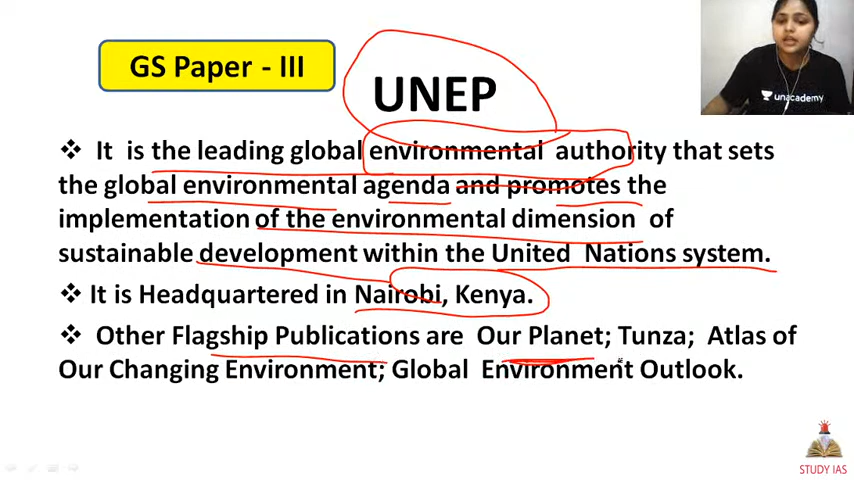 GS Paper - III
UNEP
unacademy
❖ It is the leading global environmental authority that sets
the global environmental agenda and promotes the
implementation of the environmental dimension of
sustainable development within the United Nations system.
❖ It is Headquartered in Nairobi, Kenya.
❖ Other Flagship Publications are Our Planet; Tunza; Atlas of
Our Changing Environment; Global Environment Outlook.
STUDY IAS